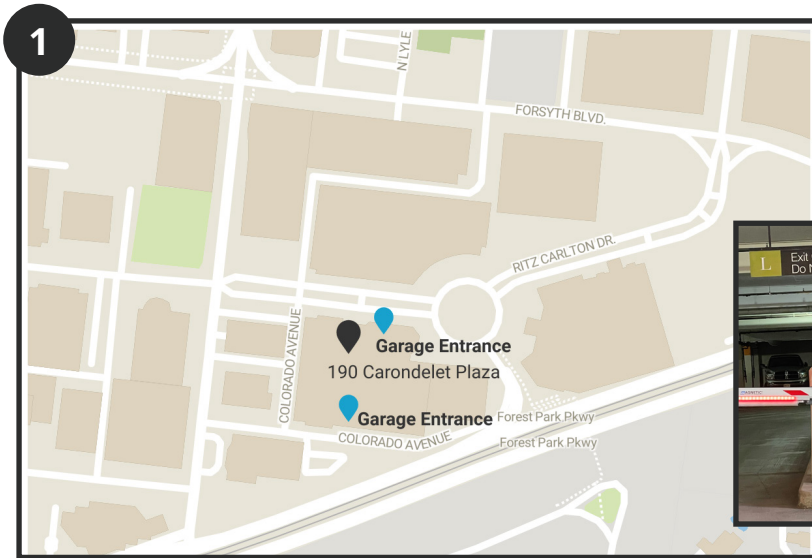 1
N LYLE
FORSYTH BLVD.
RITZ CARLTON DR.
L
Exit
Do
COLORADO AVENUE
Garage Entrance
190 Carondelet Plaza
Garage Entrance
Forest Park Pkwy
COLORADO AVENUE
Forest Park Pkwy